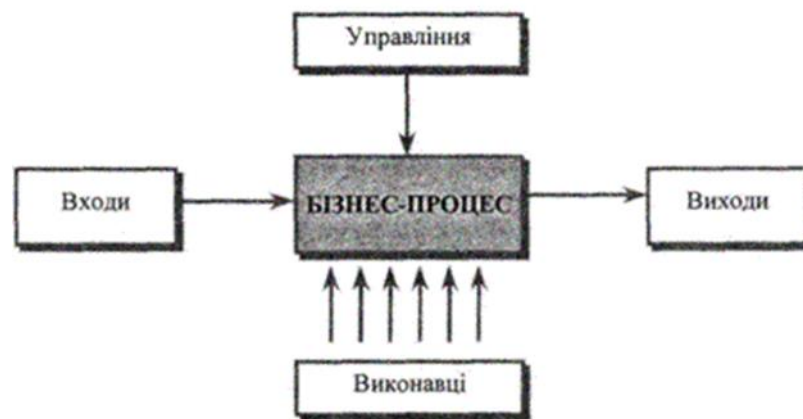 Управління
Входи
БІЗНЕС-ПРОЦЕС
Виходи
Виконавці